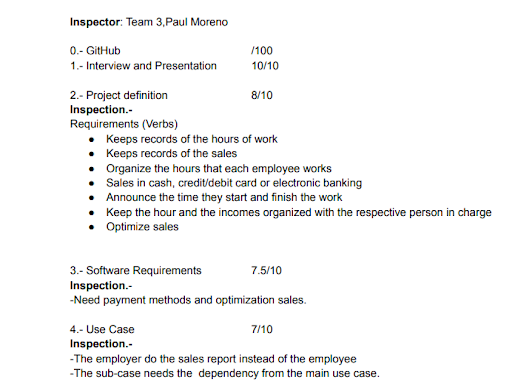 Inspector: Team 3,Paul Moreno
0.- GitHub /100
1.- Interview and Presentation 10/10
2.- Project definition 8/10
Inspection.-
Requirements (Verbs)
● Keeps records of the hours of work
● Keeps records of the sales
● Organize the hours that each employee works
● Sales in cash, credit/debit card or electronic banking
● Announce the time they start and finish the work
● Keep the hour and the incomes organized with the respective person in charge
● Optimize sales
3.- Software Requirements 7.5/10
Inspection.-
-Need payment methods and optimization sales.
4.- Use Case 7/10
Inspection.-
-The employer do the sales report instead of the employee
-The sub-case needs the dependency from the main use case.